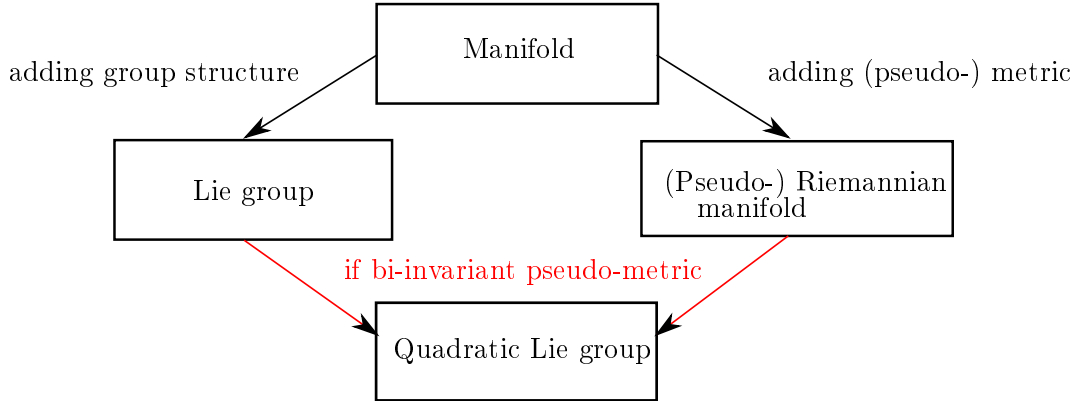 Manifold
adding group structure
adding (pseudo-) metric
Lie group
(Pseudo-) Riemannian
manifold
if bi-invariant pseudo-metric
Quadratic Lie group